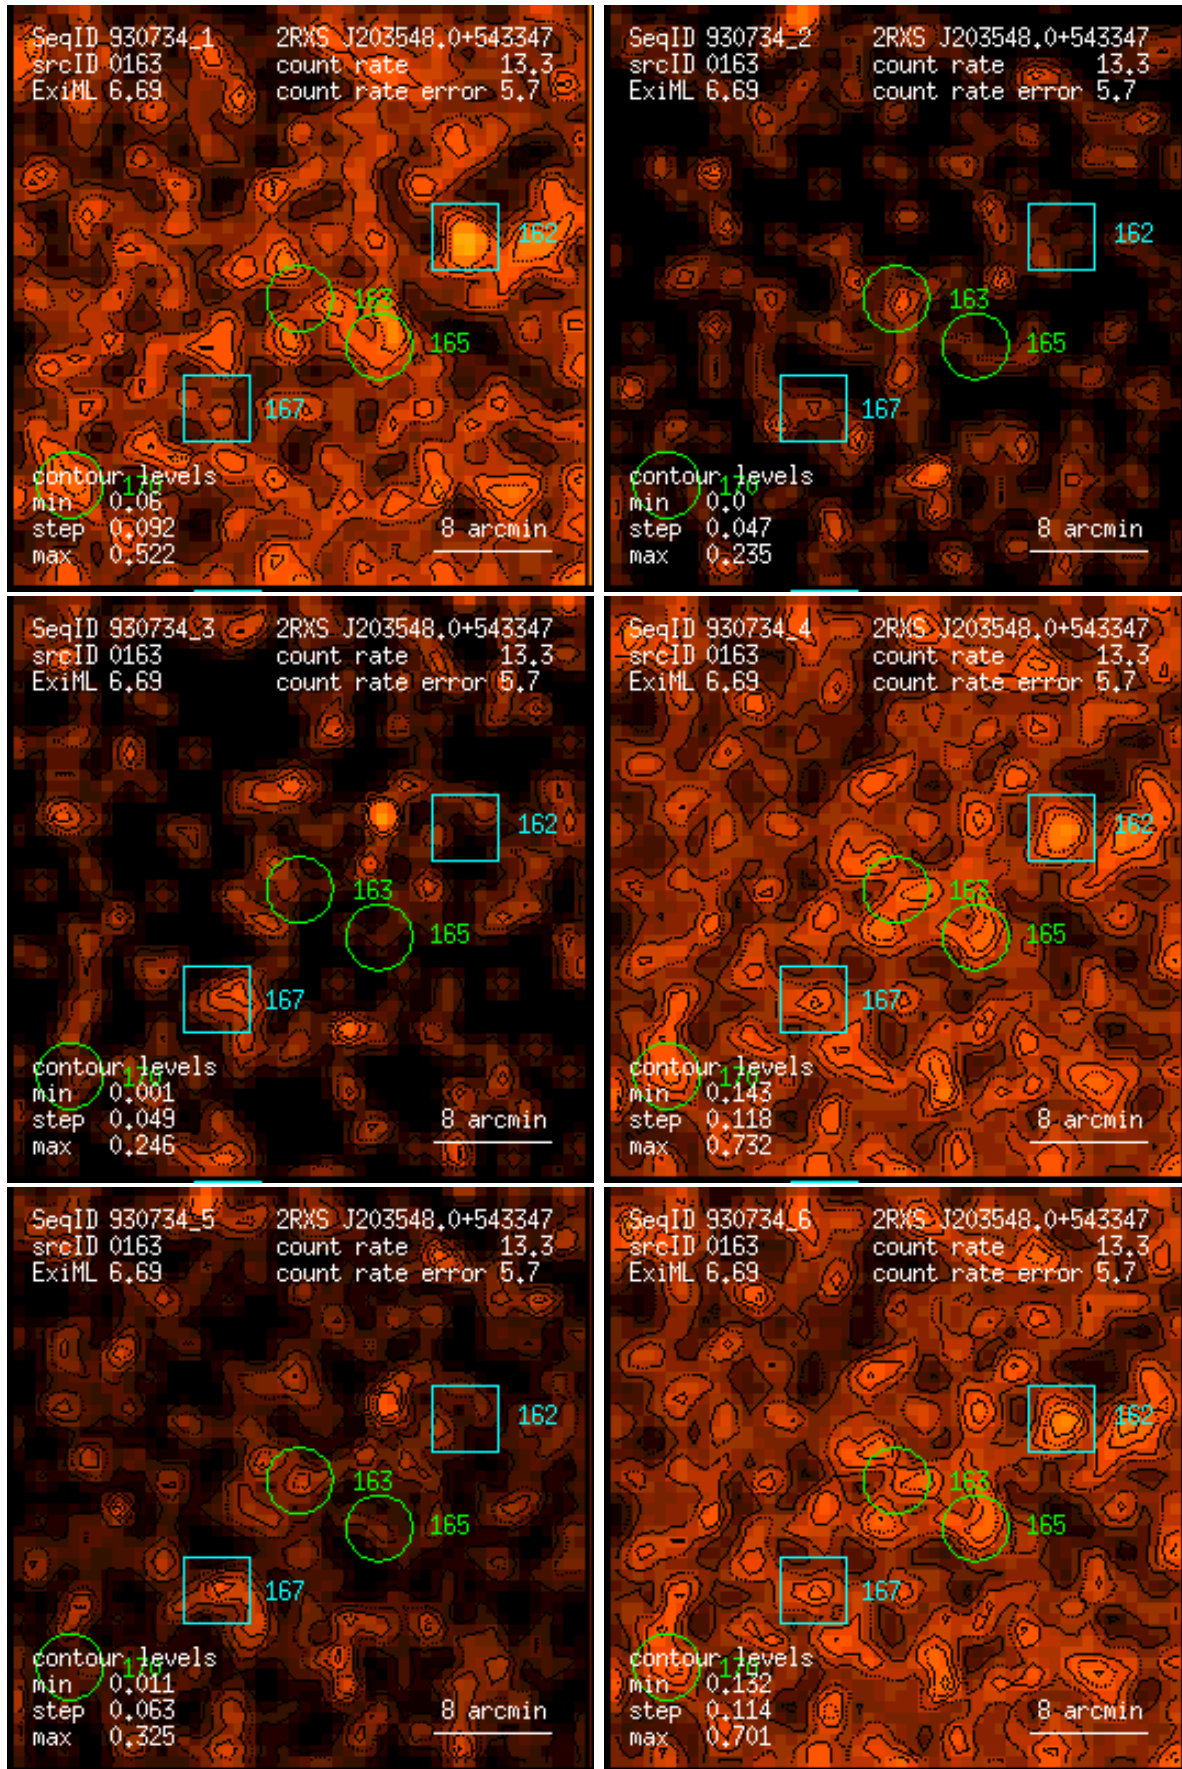 SeqID 930734_1 2RXS J203548.0+543347
srcID 0163 count rate 13.3
ExiML 6.69 count rate error 5.7
162
163
165
167
170
contour levels
min 0.06
step 0.092
max 0.522
8 arcmin
SeqID 930734_2 2RXS J203548.0+543347
srcID 0163 count rate 13.3
ExiML 6.69 count rate error 5.7
162
163
165
167
170
contour levels
min 0.0
step 0.047
max 0.235
8 arcmin
SeqID 930734_3 2RXS J203548.0+543347
srcID 0163 count rate 13.3
ExiML 6.69 count rate error 5.7
162
163
165
167
170
contour levels
min 0.001
step 0.049
max 0.246
8 arcmin
SeqID 930734_4 2RXS J203548.0+543347
srcID 0163 count rate 13.3
ExiML 6.69 count rate error 5.7
162
163
165
167
170
contour levels
min 0.143
step 0.118
max 0.732
8 arcmin
SeqID 930734_5 2RXS J203548.0+543347
srcID 0163 count rate 13.3
ExiML 6.69 count rate error 5.7
162
163
165
167
170
contour levels
min 0.011
step 0.063
max 0.325
8 arcmin
SeqID 930734_6 2RXS J203548.0+543347
srcID 0163 count rate 13.3
ExiML 6.69 count rate error 5.7
162
163
165
167
170
contour levels
min 0.132
step 0.114
max 0.701
8 arcmin